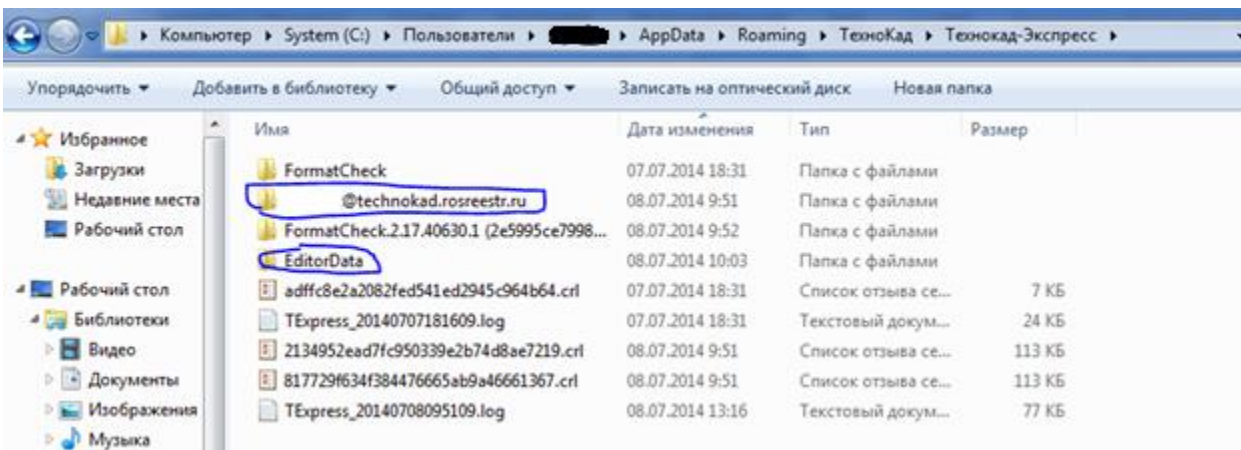 Компьютер ▸ System (C:) ▸ Пользователи ▸ ▸ AppData ▸ Roaming ▸ ТехноКад ▸ Технокад-Экспресс ▸
Упорядочить ▾ Добавить в библиотеку ▾ Общий доступ ▾ Записать на оптический диск Новая папка
Имя Дата изменения Тип Размер
Избранное
Загрузки
Недавние места
Рабочий стол
Рабочий стол
Библиотеки
Видео
Документы
Изображения
Музыка
FormatCheck 07.07.2014 18:31 Папка с файлами
@technokad.rosreestr.ru 08.07.2014 9:51 Папка с файлами
FormatCheck.2.17.40630.1 (2e5995ce7998... 08.07.2014 9:52 Папка с файлами
EditorData 08.07.2014 10:03 Папка с файлами
adffc8e2a2082fed541ed2945c964b64.crl 07.07.2014 18:31 Список отзыва се... 7 КБ
TExpress_20140707181609.log 07.07.2014 18:31 Текстовый докум... 24 КБ
2134952ead7fc950339e2b74d8ae7219.crl 08.07.2014 9:51 Список отзыва се... 113 КБ
817729f634f384476665ab9a46661367.crl 08.07.2014 9:51 Список отзыва се... 113 КБ
TExpress_20140708095109.log 08.07.2014 13:16 Текстовый докум... 77 КБ